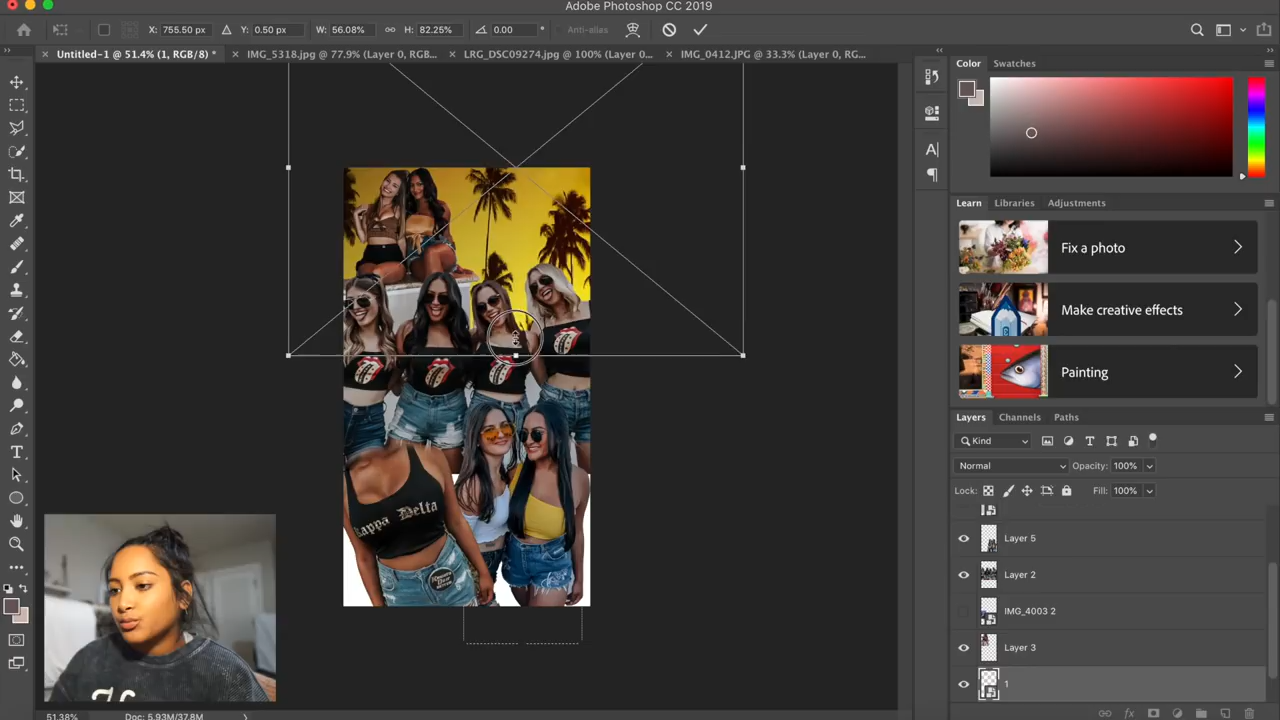 Adobe Photoshop CC 2019
X: 755.50 px Y: 0.50 px W: 56.08% H: 82.25% 0.00 ° Anti-alias
Untitled-1 @ 51.4% (1, RGB/8) * IMG_5318.jpg @ 77.9% (Layer 0, RGB... LRG_DSC09274.jpg @ 100% (Layer 0... IMG_0412.JPG @ 33.3% (Layer 0, RGB/8...
Color Swatches
Learn Libraries Adjustments
Fix a photo
Make creative effects
Painting
Layers Channels Paths
Kind
Normal Opacity: 100%
Lock: Fill: 100%
Layer 5
Layer 2
IMG_4003 2
Layer 3
1
Kappa Delta
51.38% Doc: 5.93M/37.8M